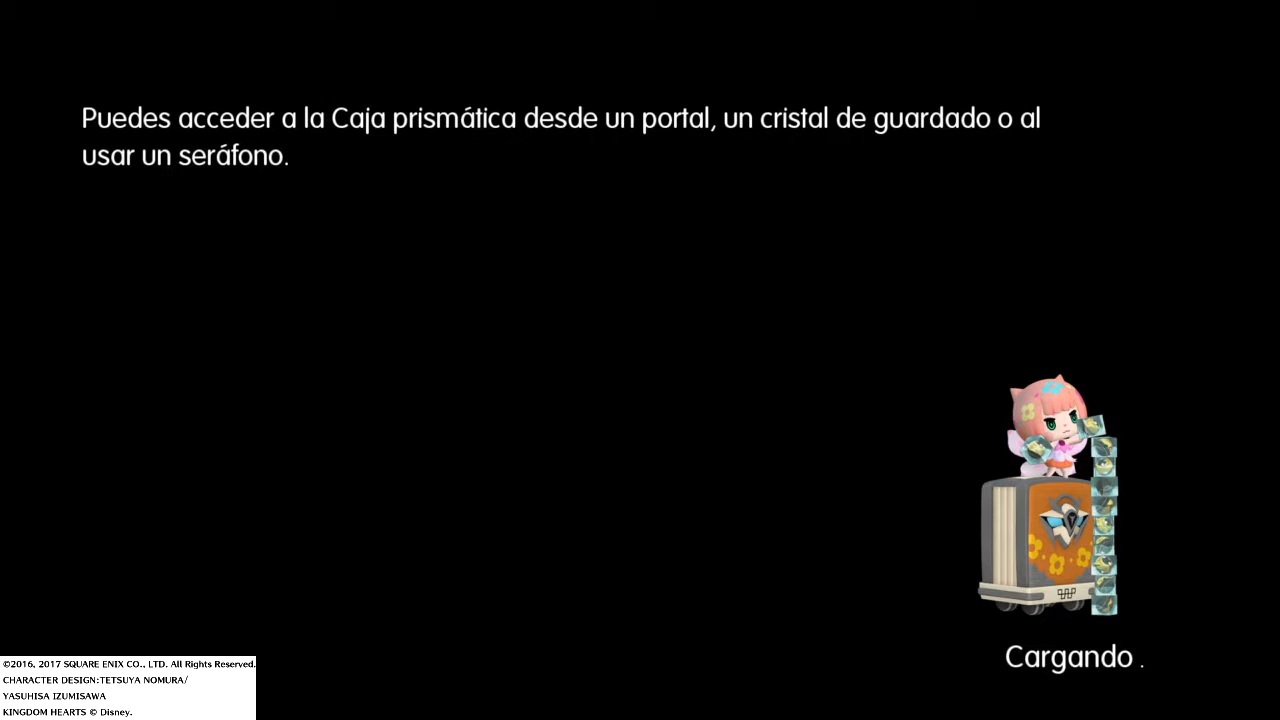 Puedes acceder a la Caja prismática desde un portal, un cristal de guardado o al
usar un seráfono.
Cargando .
©2016, 2017 SQUARE ENIX CO., LTD. All Rights Reserved.
CHARACTER DESIGN:TETSUYA NOMURA/
YASUHISA IZUMISAWA
KINGDOM HEARTS © Disney.